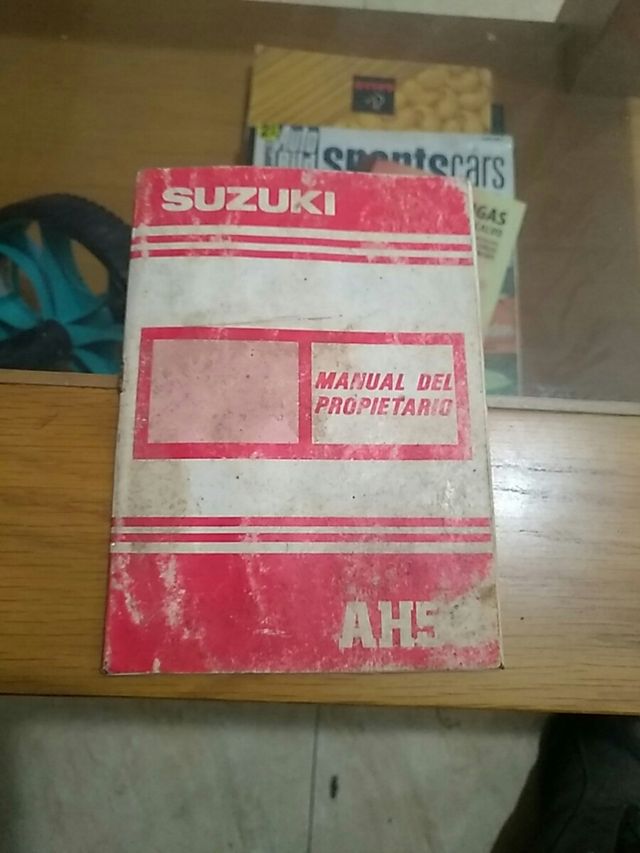 sportscars
SUZUKI
MANUAL DEL
PROPIETARIO
AH5